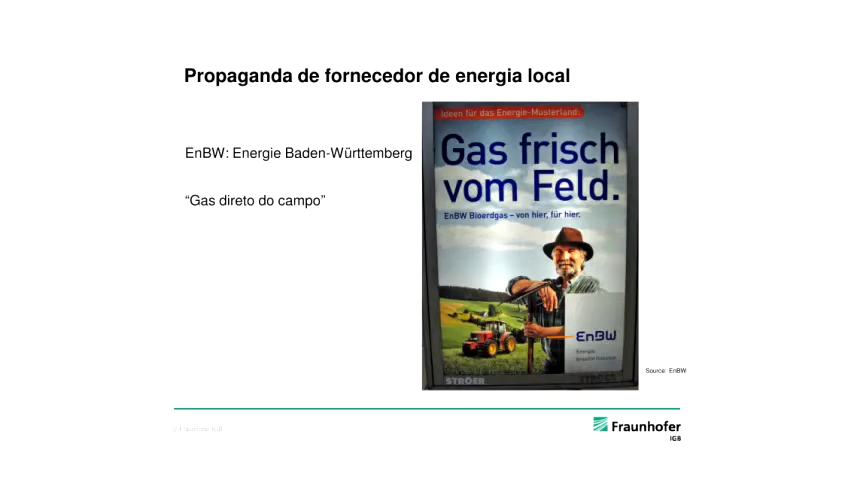 Propaganda de fornecedor de energia local
EnBW: Energie Baden-Württemberg
“Gas direto do campo”
Ideen für das Energie-Musterland:
Gas frisch
vom Feld.
EnBW Bioerdgas – von hier, für hier.
EnBW
Energie
STRÖER
Source: EnBW
Fraunhofer
IGB